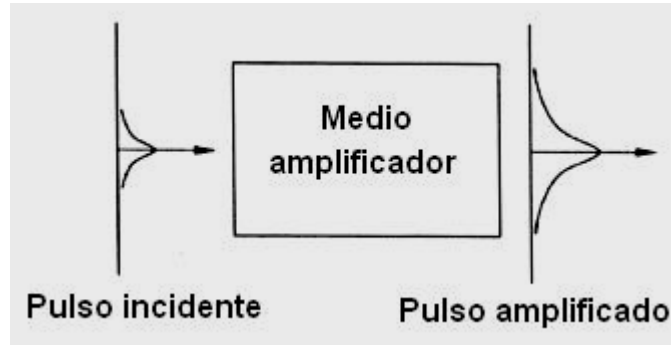 Medio
amplificador
Pulso incidente
Pulso amplificado